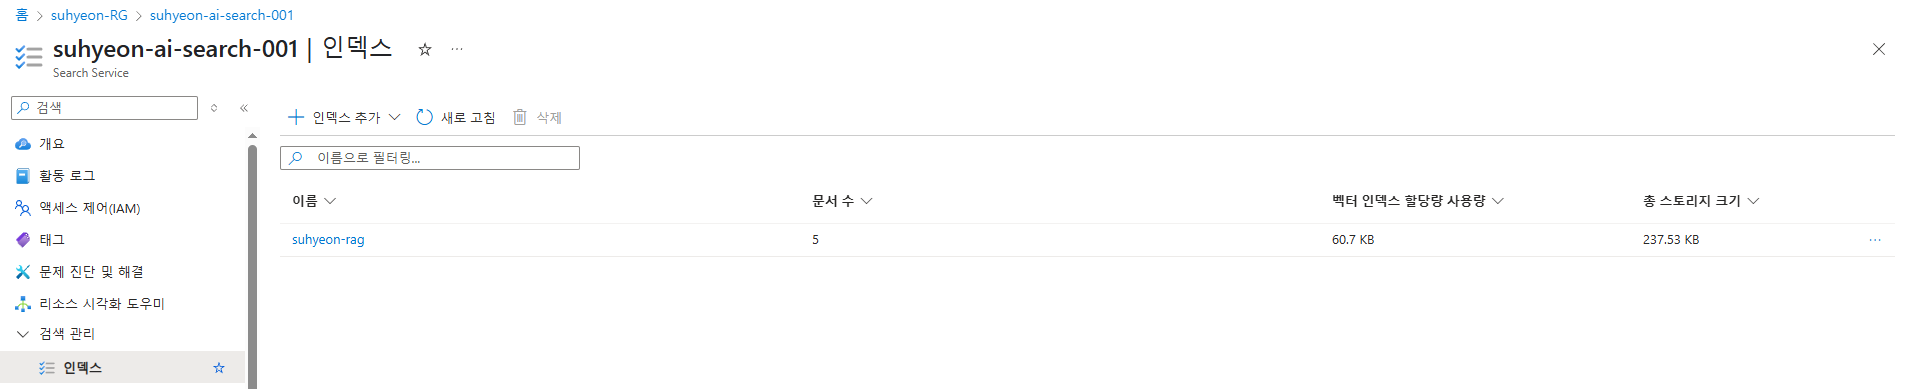 홈 > suhyeon-RG > suhyeon-ai-search-001
suhyeon-ai-search-001 | 인덱스 ☆ ···
Search Service
검색
개요
활동 로그
액세스 제어(IAM)
태그
문제 진단 및 해결
리소스 시각화 도우미
검색 관리
인덱스
인덱스 추가 새로 고침 삭제
이름으로 필터링...
이름 문서 수 벡터 인덱스 할당량 사용량 총 스토리지 크기
suhyeon-rag 5 60.7 KB 237.53 KB ···